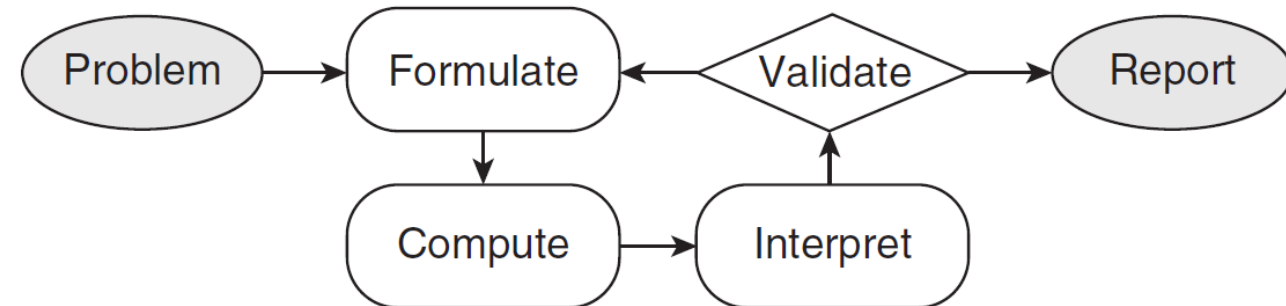 Problem
Formulate
Validate
Report
Compute
Interpret